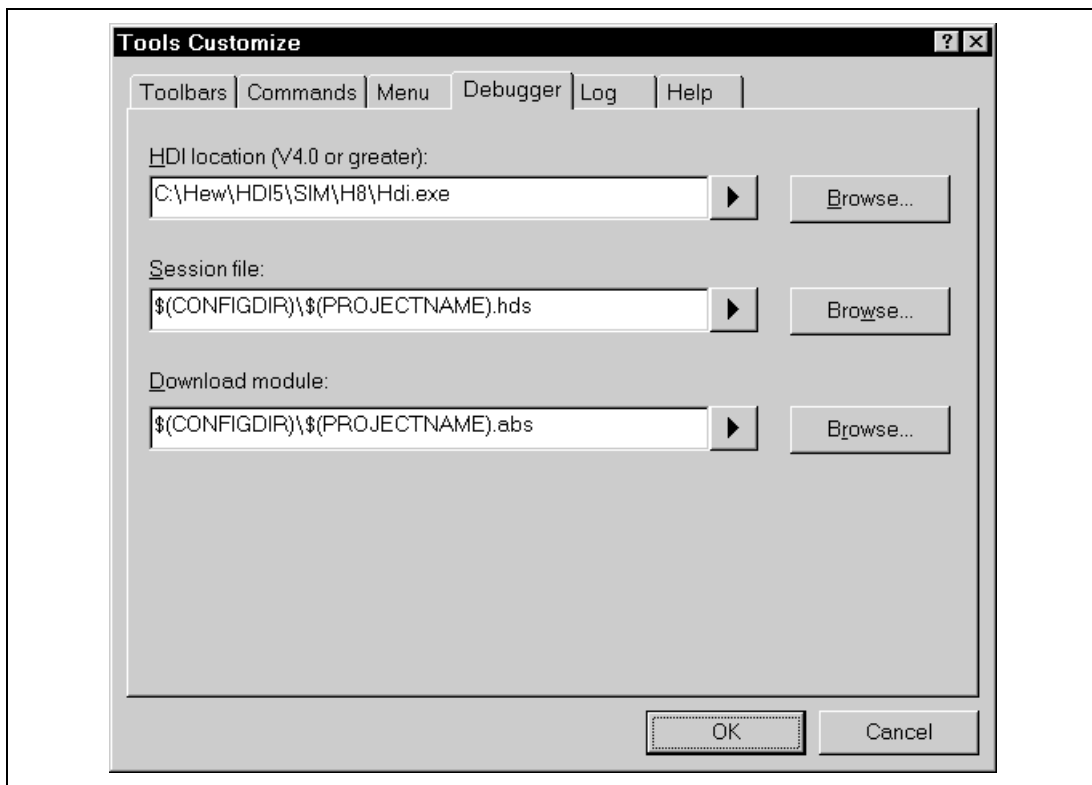 Tools Customize
Toolbars Commands Menu Debugger Log Help
HDI location (V4.0 or greater):
C:\Hew\HDI5\SIM\H8\Hdi.exe Browse...
Session file:
$(CONFIGDIR)\$(PROJECTNAME).hds Browse...
Download module:
$(CONFIGDIR)\$(PROJECTNAME).abs Browse...
OK Cancel